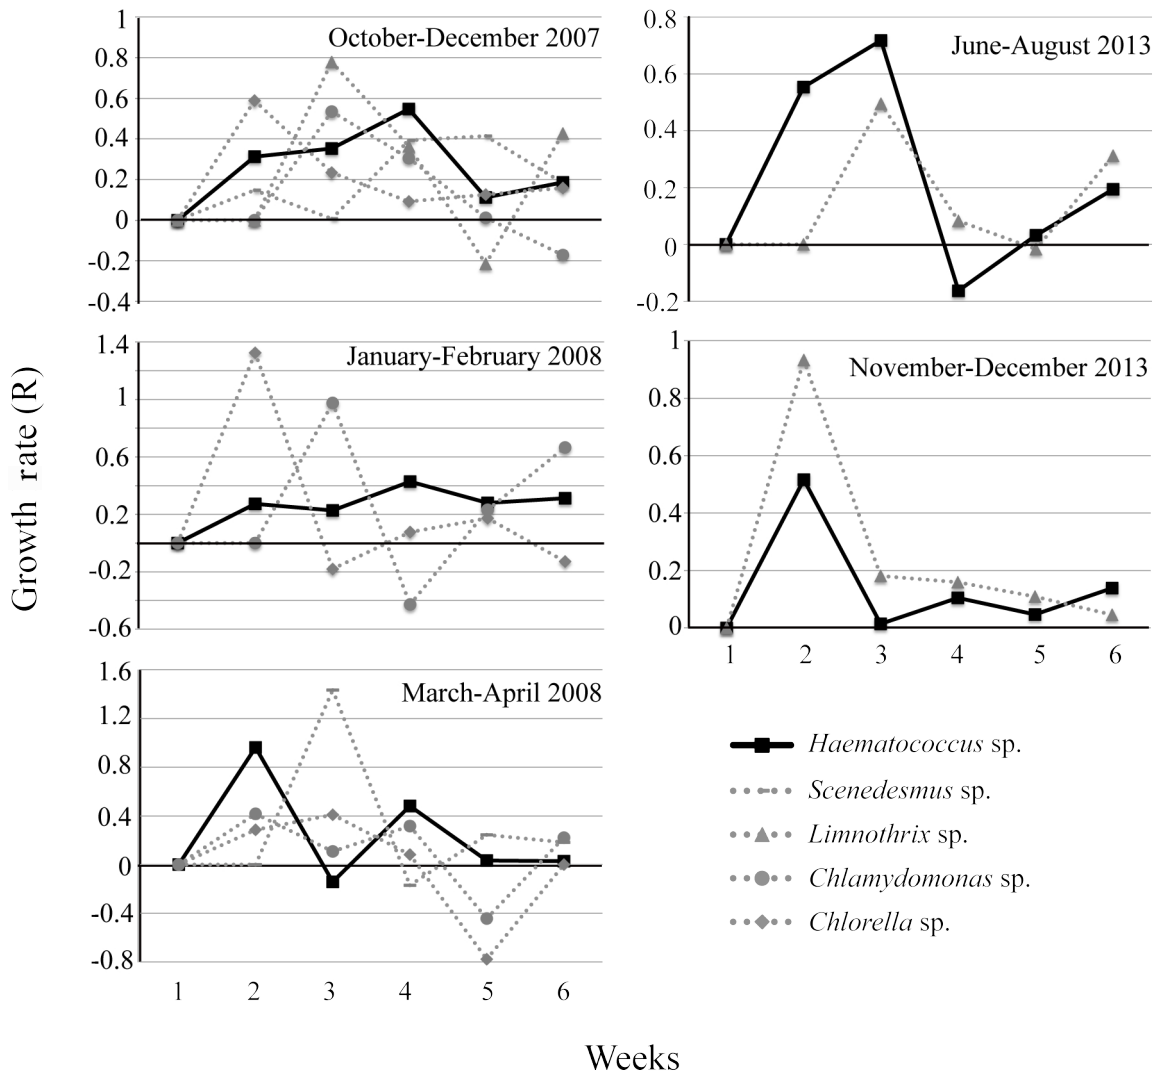 Growth rate (R)
October-December 2007
1
0.8
0.6
0.4
0.2
0
-0.2
-0.4
January-February 2008
1.4
1
0.6
0.2
-0.2
-0.6
March-April 2008
1.6
1.2
0.8
0.4
0
-0.4
-0.8
1 2 3 4 5 6
June-August 2013
0.8
0.6
0.4
0.2
0
-0.2
November-December 2013
1
0.8
0.6
0.4
0.2
0
1 2 3 4 5 6
Haematococcus sp.
Scenedesmus sp.
Limnothrix sp.
Chlamydomonas sp.
Chlorella sp.
Weeks